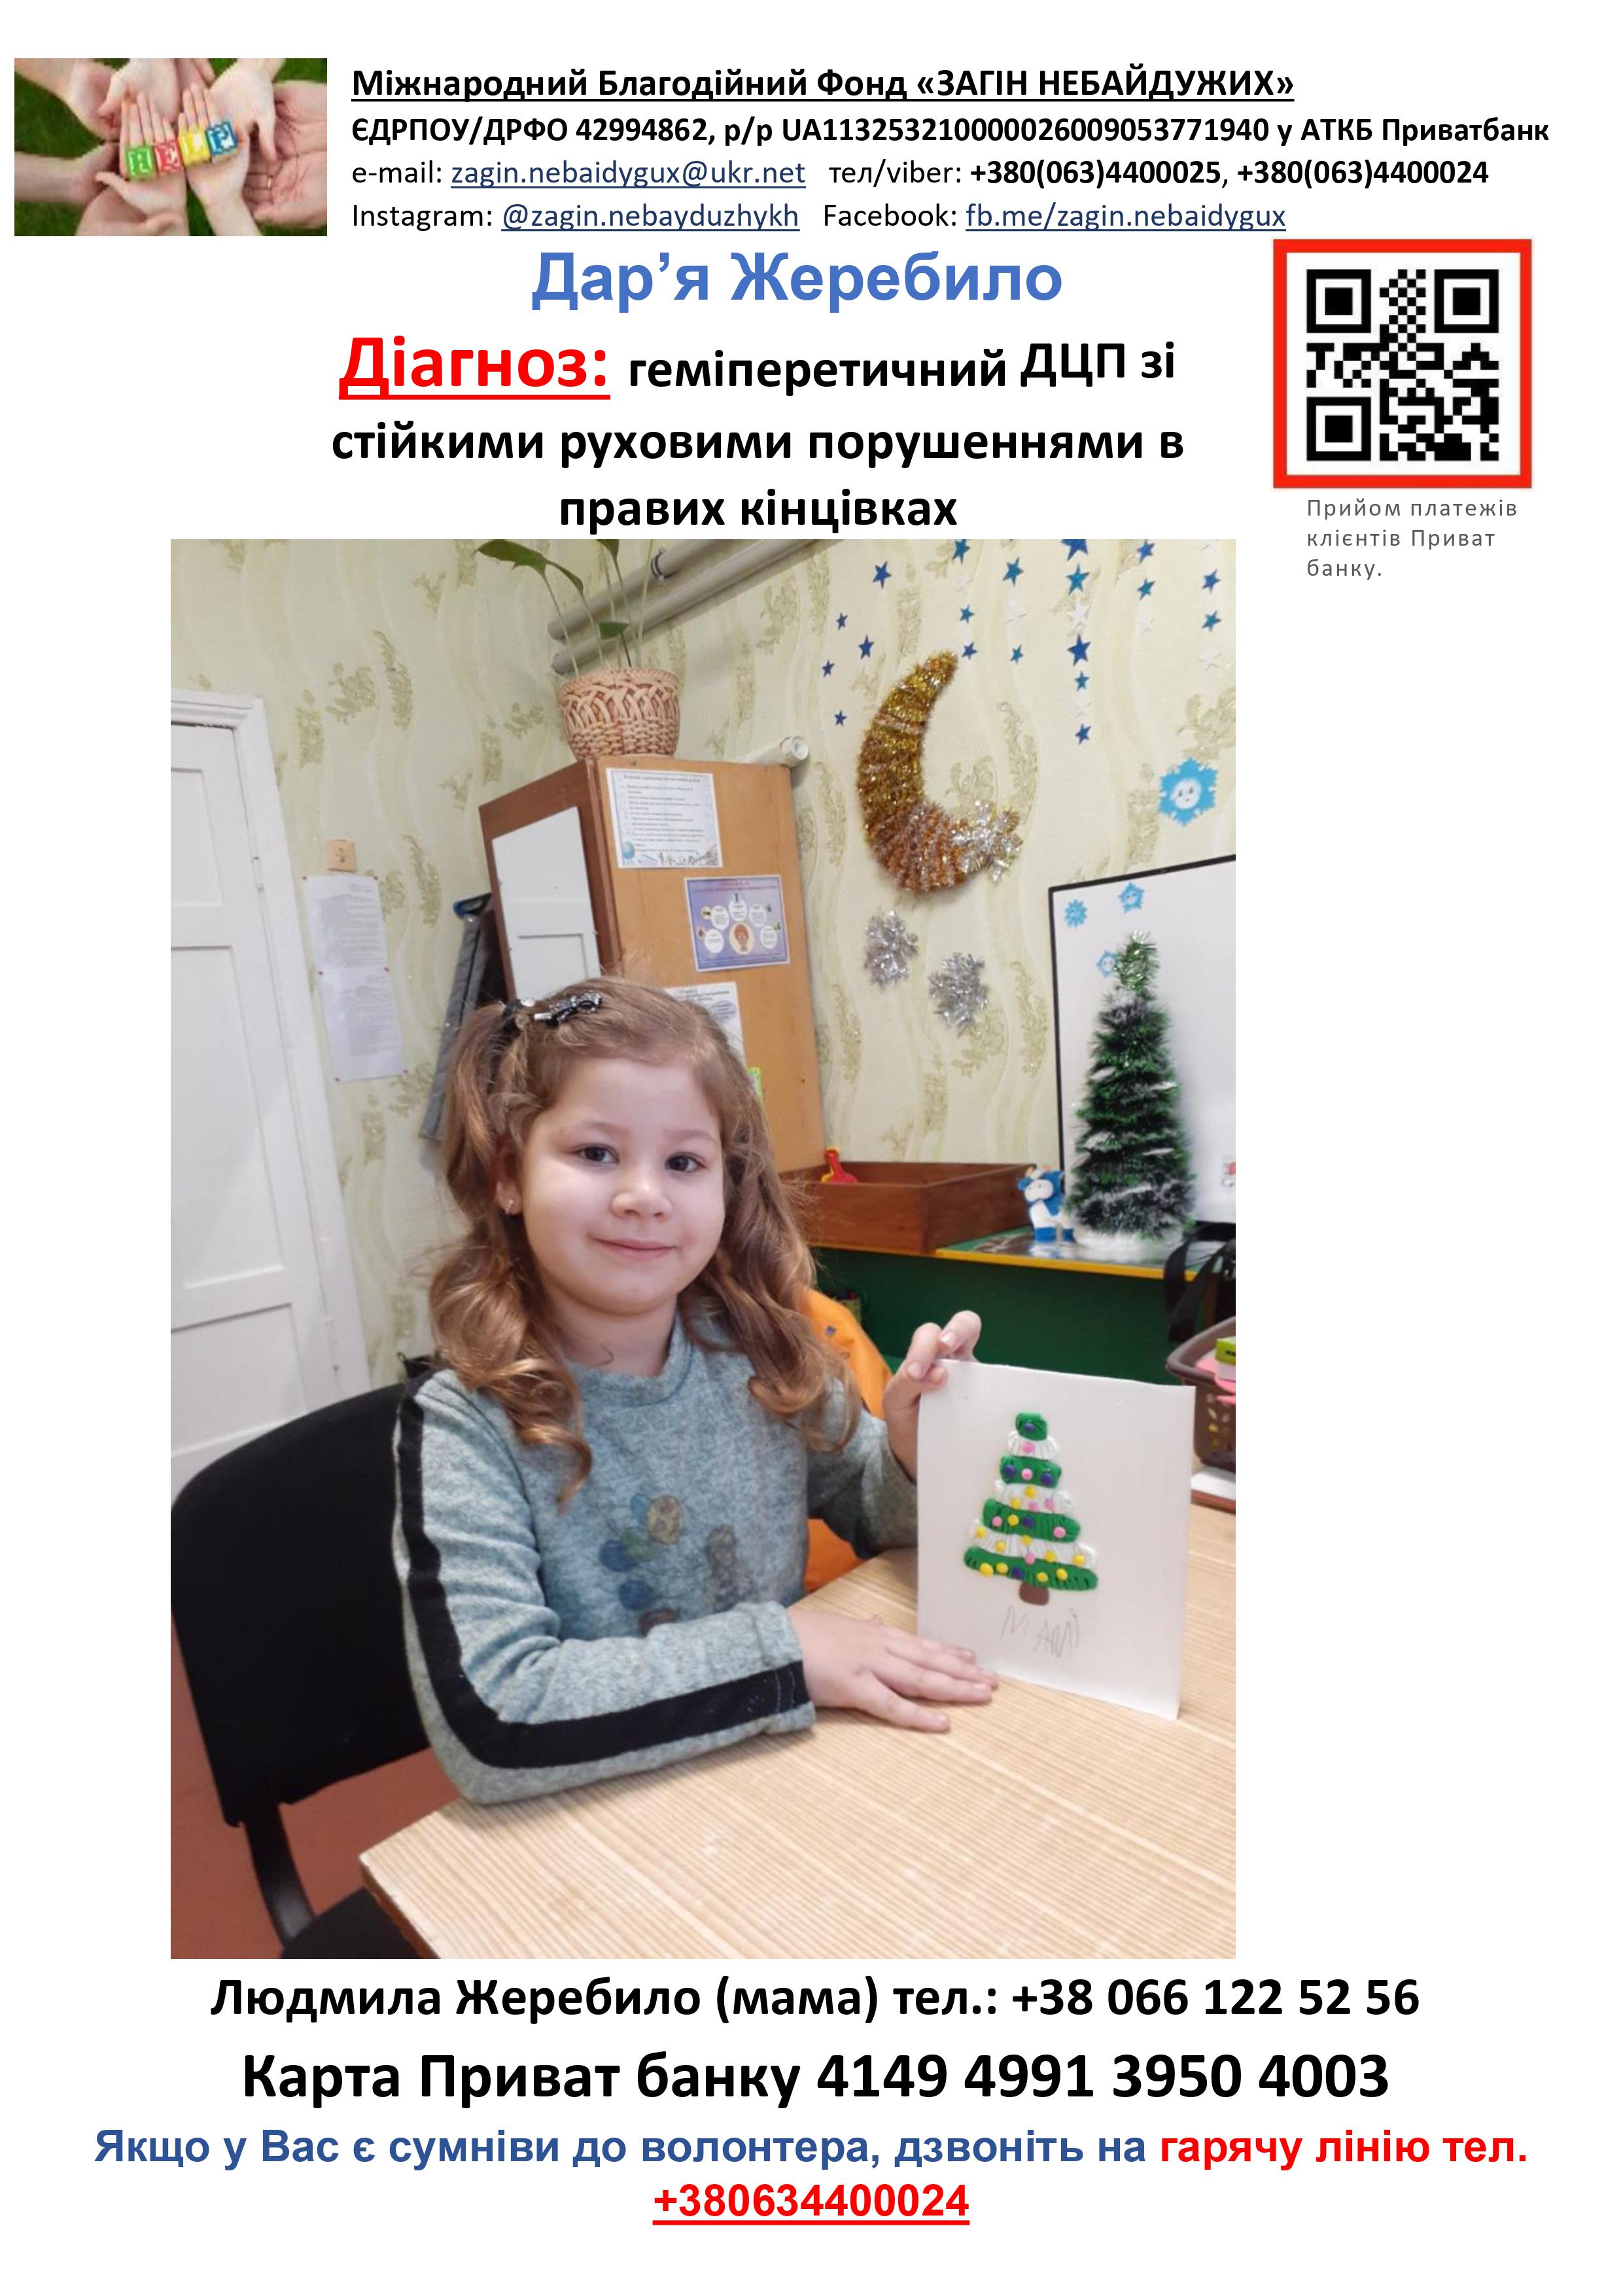 HELP
Міжнародний Благодійний Фонд «ЗАГІН НЕБАЙДУЖИХ»
ЄДРПОУ/ДРФО 42994862, р/р UA113253210000026009053771940 у АТКБ Приватбанк
e-mail: zagin.nebaidygux@ukr.net тел/viber: +380(063)4400025, +380(063)4400024
Instagram: @zagin.nebayduzhykh Facebook: fb.me/zagin.nebaidygux
Дар’я Жеребило
Діагноз: геміперетичний ДЦП зі
стійкими руховими порушеннями в
правих кінцівках
Прийом платежів
клієнтів Приват
банку.
Людмила Жеребило (мама) тел.: +38 066 122 52 56
Карта Приват банку 4149 4991 3950 4003
Якщо у Вас є сумніви до волонтера, дзвоніть на гарячу лінію тел.
+380634400024